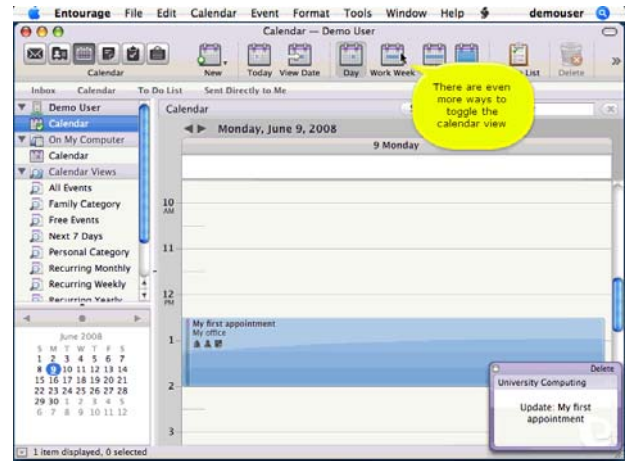 Entourage File Edit Calendar Event Format Tools Window Help demouser
Calendar — Demo User
Calendar
New Today View Date Day Work Week List Delete
Inbox Calendar To Do List Sent Directly to Me
Demo User
Calendar
On My Computer
Calendar
Calendar Views
All Events
Family Category
Free Events
Next 7 Days
Personal Category
Recurring Monthly
Recurring Weekly
Recurring Yearly
June 2008
S M T W T F S
1 2 3 4 5 6 7
8 9 10 11 12 13 14
15 16 17 18 19 20 21
22 23 24 25 26 27 28
29 30 1 2 3 4 5
6 7 8 9 10 11 12
1 item displayed, 0 selected
Calendar
Monday, June 9, 2008
9 Monday
10
AM
11
12
PM
1
2
3
My first appointment
My office
There are even
more ways to
toggle the
calendar view
Delete
University Computing
Update: My first
appointment